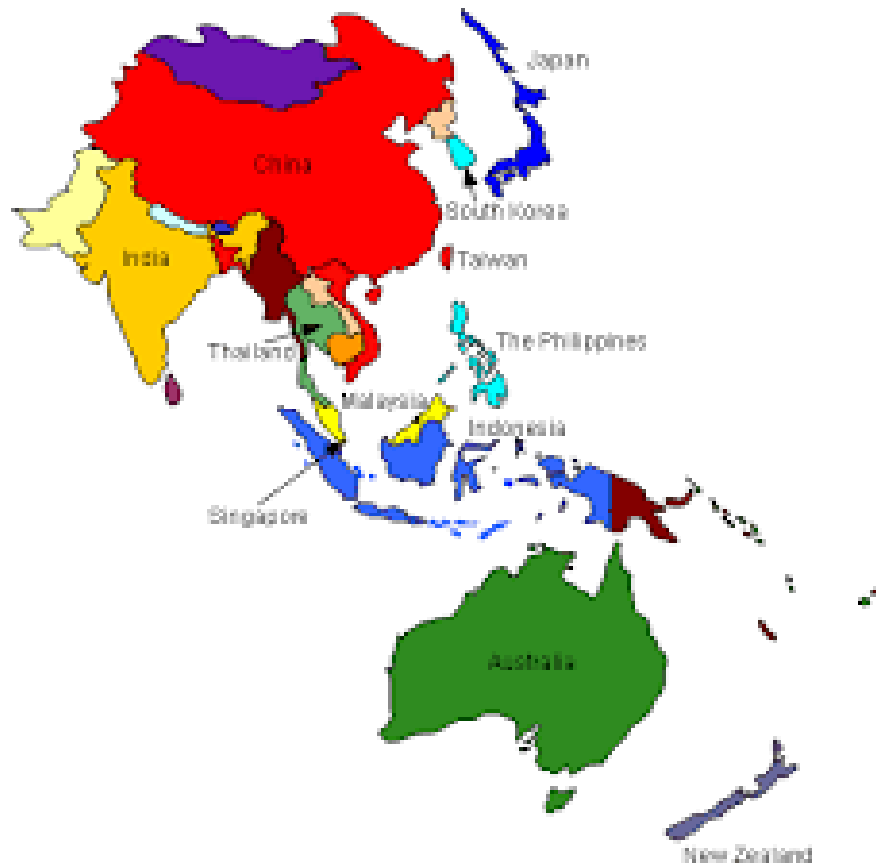 Japan
China
South Korea
India
Taiwan
Thailand
The Philippines
Malaysia
Indonesia
Singapore
Australia
New Zealand